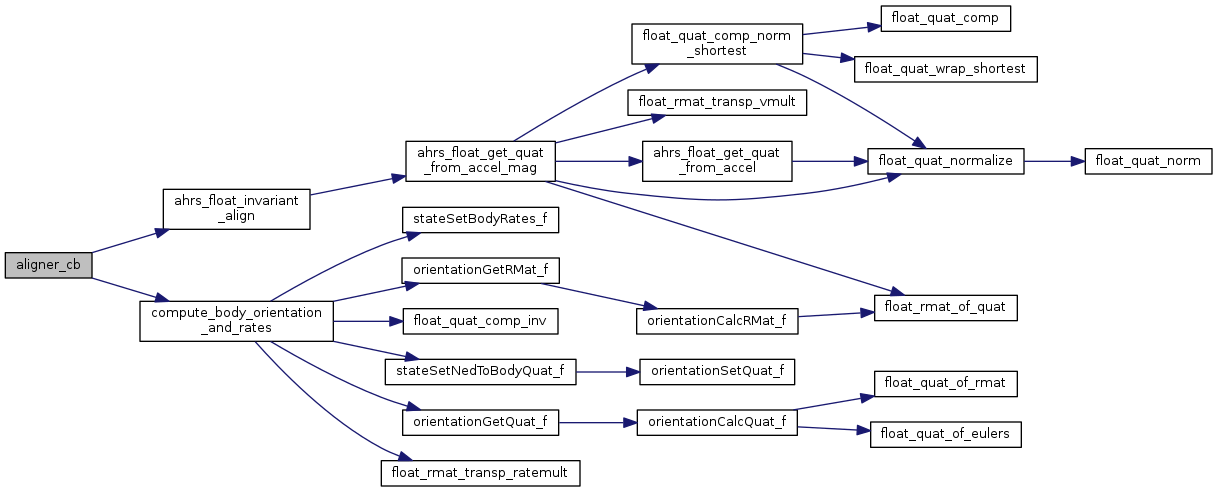 aligner_cb
ahrs_float_invariant
_align
compute_body_orientation
_and_rates
ahrs_float_get_quat
_from_accel_mag
stateSetBodyRates_f
orientationGetRMat_f
float_quat_comp_inv
stateSetNedToBodyQuat_f
orientationGetQuat_f
float_rmat_transp_ratemult
float_quat_comp_norm
_shortest
float_rmat_transp_vmult
ahrs_float_get_quat
_from_accel
orientationCalcRMat_f
orientationSetQuat_f
orientationCalcQuat_f
float_quat_comp
float_quat_wrap_shortest
float_quat_normalize
float_rmat_of_quat
float_quat_of_rmat
float_quat_of_eulers
float_quat_norm